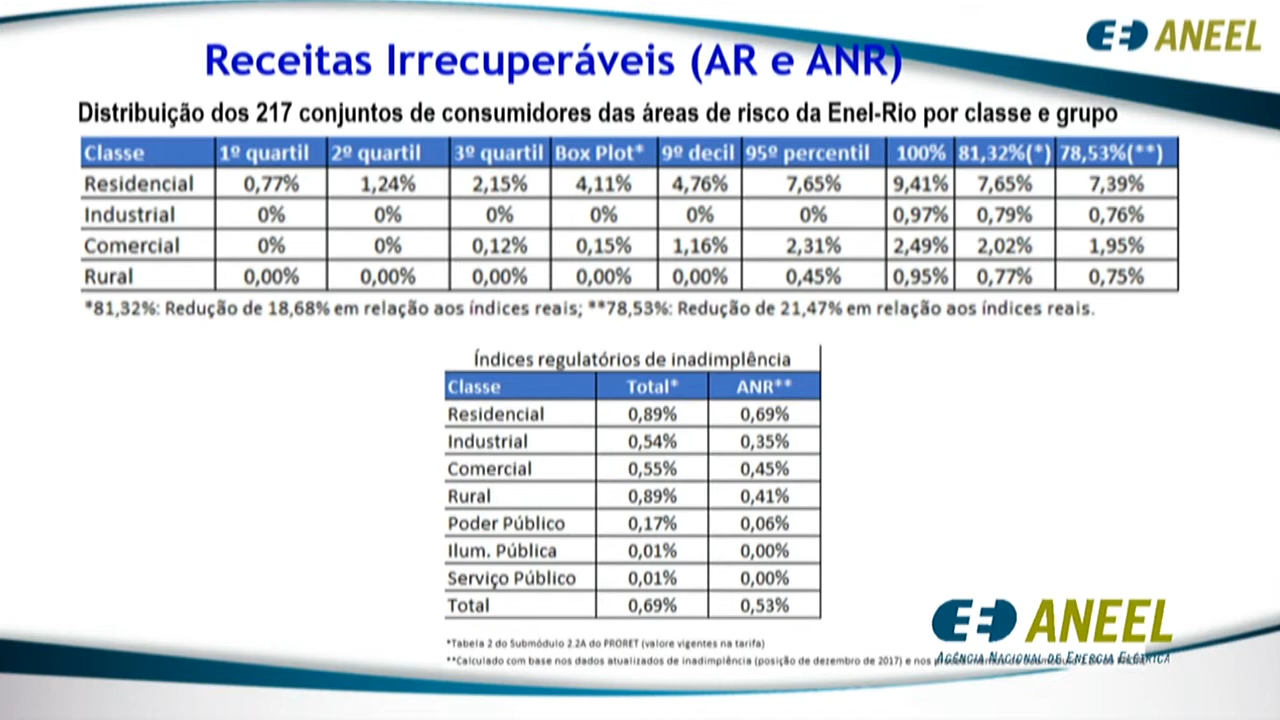 ANEEL
Receitas Irrecuperáveis (AR e ANR)
Distribuição dos 217 conjuntos de consumidores das áreas de risco da Enel-Rio por classe e grupo
Classe 1º quartil 2º quartil 3º quartil Box Plot* 9º decil 95º percentil 100% 81,32%(*) 78,53%(**)
Residencial 0,77% 1,24% 2,15% 4,11% 4,76% 7,65% 9,41% 7,65% 7,39%
Industrial 0% 0% 0% 0% 0% 0% 0,97% 0,79% 0,76%
Comercial 0% 0% 0,12% 0,15% 1,16% 2,31% 2,49% 2,02% 1,95%
Rural 0,00% 0,00% 0,00% 0,00% 0,00% 0,45% 0,95% 0,77% 0,75%
*81,32%: Redução de 18,68% em relação aos índices reais; **78,53%: Redução de 21,47% em relação aos índices reais.
Índices regulatórios de inadimplência
Classe Total* ANR**
Residencial 0,89% 0,69%
Industrial 0,54% 0,35%
Comercial 0,55% 0,45%
Rural 0,89% 0,41%
Poder Público 0,17% 0,06%
Ilum. Pública 0,01% 0,00%
Serviço Público 0,01% 0,00%
Total 0,69% 0,53%
*Tabela 2 do Submódulo 2.2A do PRORET (valore vigentes na tarifa)
**Calculado com base nos dados atualizados de inadimplência (posição de dezembro de 2017) e nos
ANEEL
Agência Nacional de Energia Elétrica